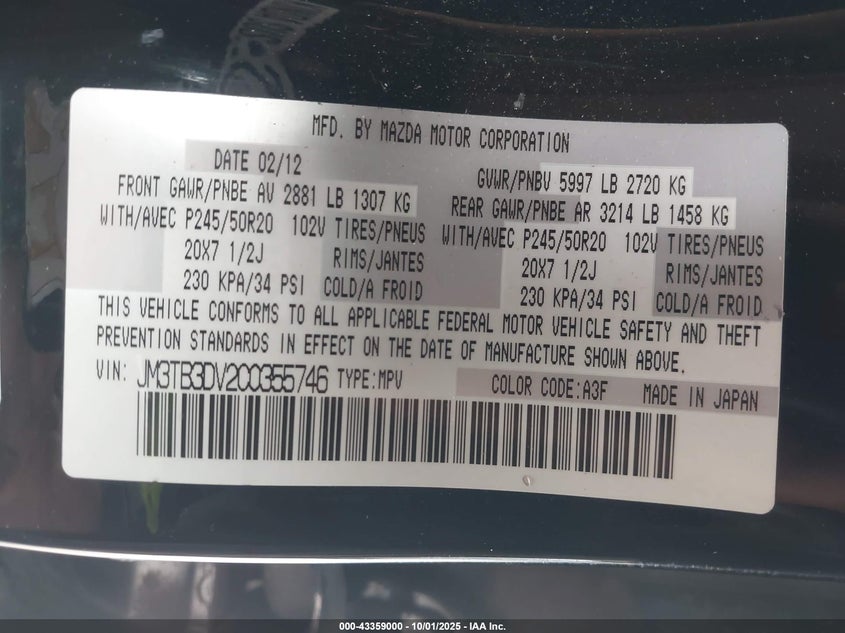 MFD. BY MAZDA MOTOR CORPORATION
DATE 02/12
FRONT GAWR/PNBE AV 2881 LB 1307 KG
WITH/AVEC P245/50R20 102V TIRES/PNEUS
20X7 1/2J RIMS/JANTES
230 KPA/34 PSI COLD/A FROID
GVWR/PNBV 5997 LB 2720 KG
REAR GAWR/PNBE AR 3214 LB 1458 KG
WITH/AVEC P245/50R20 102V TIRES/PNEUS
20X7 1/2J RIMS/JANTES
230 KPA/34 PSI COLD/A FROID
THIS VEHICLE CONFORMS TO ALL APPLICABLE FEDERAL MOTOR VEHICLE SAFETY AND THEFT
PREVENTION STANDARDS IN EFFECT ON THE DATE OF MANUFACTURE SHOWN ABOVE.
VIN: JM3TB3DV2C0355746 TYPE:MPV COLOR CODE:A3F MADE IN JAPAN
000-43359000 - 10/01/2025 - IAA Inc.